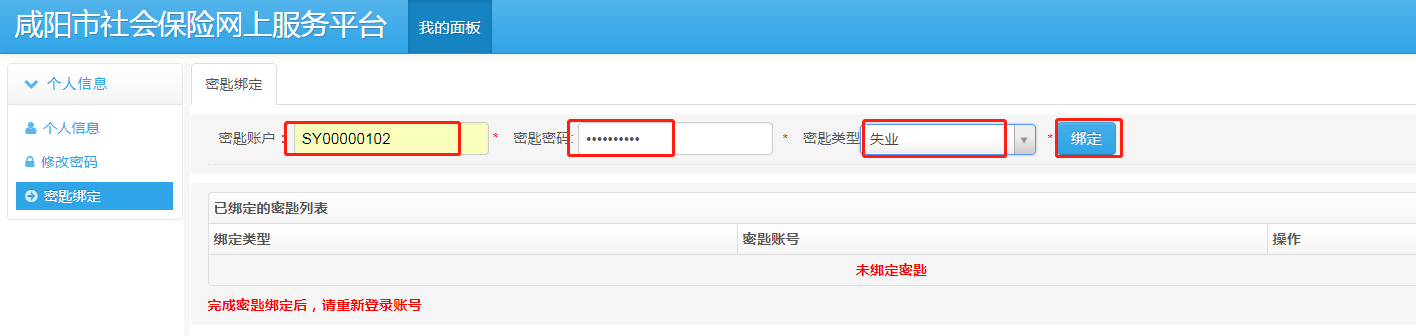 咸阳市社会保险网上服务平台 我的面板
个人信息
个人信息
修改密码
密匙绑定
密匙绑定
密匙账户： SY00000102 * 密匙密码: •••••••••• * 密匙类型 失业 * 绑定
已绑定的密匙列表
绑定类型 密匙账号 操作
未绑定密匙
完成密匙绑定后，请重新登录账号